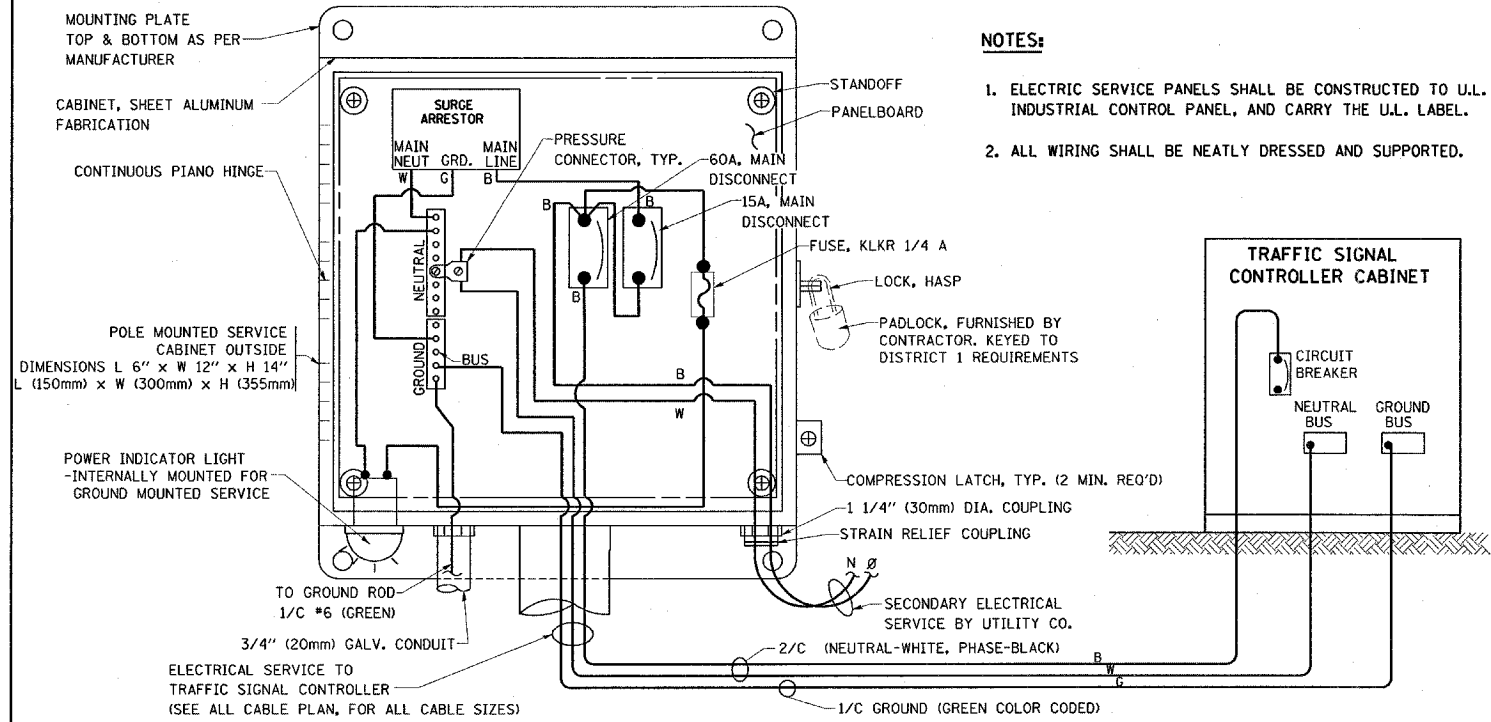 MOUNTING PLATE
TOP & BOTTOM AS PER
MANUFACTURER
CABINET, SHEET ALUMINUM
FABRICATION
CONTINUOUS PIANO HINGE
POLE MOUNTED SERVICE
CABINET OUTSIDE
DIMENSIONS L 6" x W 12" x H 14"
L (150mm) x W (300mm) x H (355mm)
POWER INDICATOR LIGHT
-INTERNALLY MOUNTED FOR
GROUND MOUNTED SERVICE
SURGE
ARRESTOR
MAIN
NEUT
GRD.
MAIN
LINE
W
G
B
NEUTRAL
GROUND
BUS
PRESSURE
CONNECTOR, TYP.
B
B
B
STANDOFF
PANELBOARD
60A, MAIN
DISCONNECT
15A, MAIN
DISCONNECT
FUSE, KLKR 1/4 A
LOCK, HASP
PADLOCK, FURNISHED BY
CONTRACTOR. KEYED TO
DISTRICT 1 REQUIREMENTS
B
W
COMPRESSION LATCH, TYP. (2 MIN. REQ'D)
1 1/4" (30mm) DIA. COUPLING
STRAIN RELIEF COUPLING
N Ø
SECONDARY ELECTRICAL
SERVICE BY UTILITY CO.
TO GROUND ROD
1/C #6 (GREEN)
3/4" (20mm) GALV. CONDUIT
ELECTRICAL SERVICE TO
TRAFFIC SIGNAL CONTROLLER
(SEE ALL CABLE PLAN, FOR ALL CABLE SIZES)
2/C (NEUTRAL-WHITE, PHASE-BLACK)
B
W
G
1/C GROUND (GREEN COLOR CODED)
NOTES:
1. ELECTRIC SERVICE PANELS SHALL BE CONSTRUCTED TO U.L.
INDUSTRIAL CONTROL PANEL, AND CARRY THE U.L. LABEL.
2. ALL WIRING SHALL BE NEATLY DRESSED AND SUPPORTED.
TRAFFIC SIGNAL
CONTROLLER CABINET
CIRCUIT
BREAKER
NEUTRAL
BUS
GROUND
BUS